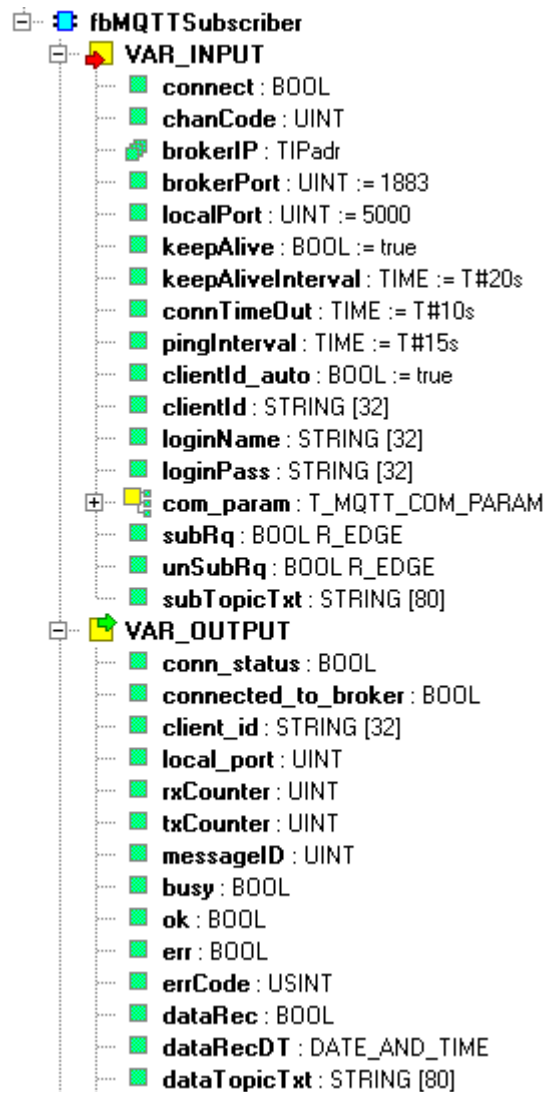 fbMQTTSubscriber
VAR_INPUT
connect : BOOL
chanCode : UINT
brokerIP : TIPadr
brokerPort : UINT := 1883
localPort : UINT := 5000
keepAlive : BOOL := true
keepAliveInterval : TIME := T#20s
connTimeOut : TIME := T#10s
pingInterval : TIME := T#15s
clientId_auto : BOOL := true
clientId : STRING [32]
loginName : STRING [32]
loginPass : STRING [32]
com_param : T_MQTT_COM_PARAM
subRq : BOOL R_EDGE
unSubRq : BOOL R_EDGE
subTopicTxt : STRING [80]
VAR_OUTPUT
conn_status : BOOL
connected_to_broker : BOOL
client_id : STRING [32]
local_port : UINT
rxCounter : UINT
txCounter : UINT
messageID : UINT
busy : BOOL
ok : BOOL
err : BOOL
errCode : USINT
dataRec : BOOL
dataRecDT : DATE_AND_TIME
dataTopicTxt : STRING [80]